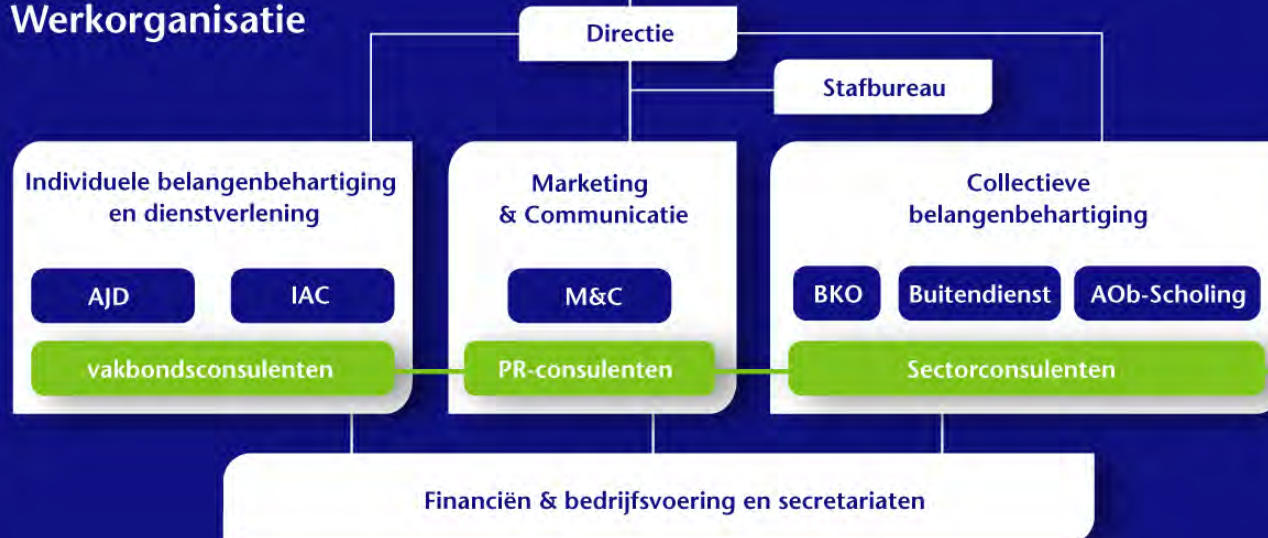 Werkorganisatie
Directie
Stafbureau
Individuele belangenbehartiging
en dienstverlening
AJD
IAC
vakbondsconsulenten
Marketing
& Communicatie
M&C
PR-consulenten
Collectieve
belangenbehartiging
BKO
Buitendienst
AOb-Scholing
Sectorconsulenten
Financiën & bedrijfsvoering en secretariaten